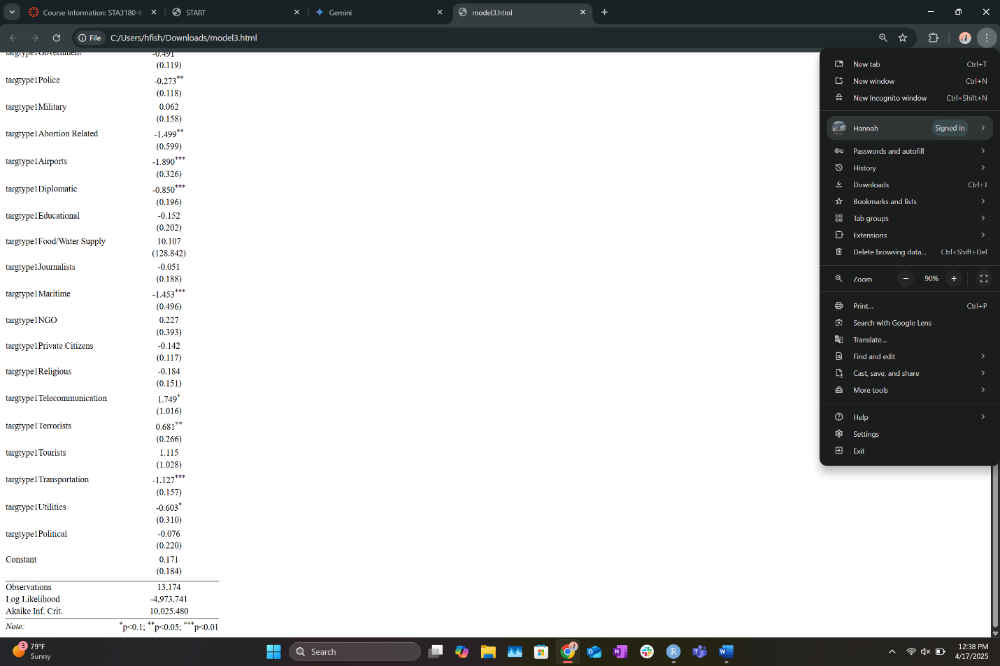 Course Information: STA3180-6
START
Gemini
model3.html
File
C:/Users/hfish/Downloads/model3.html
targtype1Government -0.491
(0.119)
targtype1Police -0.273**
(0.118)
targtype1Military 0.062
(0.158)
targtype1Abortion Related -1.499**
(0.599)
targtype1Airports -1.890***
(0.326)
targtype1Diplomatic -0.850***
(0.196)
targtype1Educational -0.152
(0.202)
targtype1Food/Water Supply 10.107
(128.842)
targtype1Journalists -0.051
(0.188)
targtype1Maritime -1.453***
(0.496)
targtype1NGO 0.227
(0.393)
targtype1Private Citizens -0.142
(0.117)
targtype1Religious -0.184
(0.151)
targtype1Telecommunication 1.749*
(1.016)
targtype1Terrorists 0.681**
(0.266)
targtype1Tourists 1.115
(1.028)
targtype1Transportation -1.127***
(0.157)
targtype1Utilities -0.603*
(0.310)
targtype1Political -0.076
(0.220)
Constant 0.171
(0.184)
Observations 13,174
Log Likelihood -4,973.741
Akaike Inf. Crit. 10,025.480
Note: *p<0.1; **p<0.05; ***p<0.01
New tab Ctrl+T
New window Ctrl+N
New Incognito window Ctrl+Shift+N
Hannah Signed in
Passwords and autofill
History
Downloads Ctrl+J
Bookmarks and lists
Tab groups
Extensions
Delete browsing data... Ctrl+Shift+Del
Zoom − 90% +
Print... Ctrl+P
Search with Google Lens
Translate...
Find and edit
Cast, save, and share
More tools
Help
Settings
Exit
3
79°F
Sunny
Search
12:38 PM
4/17/2025